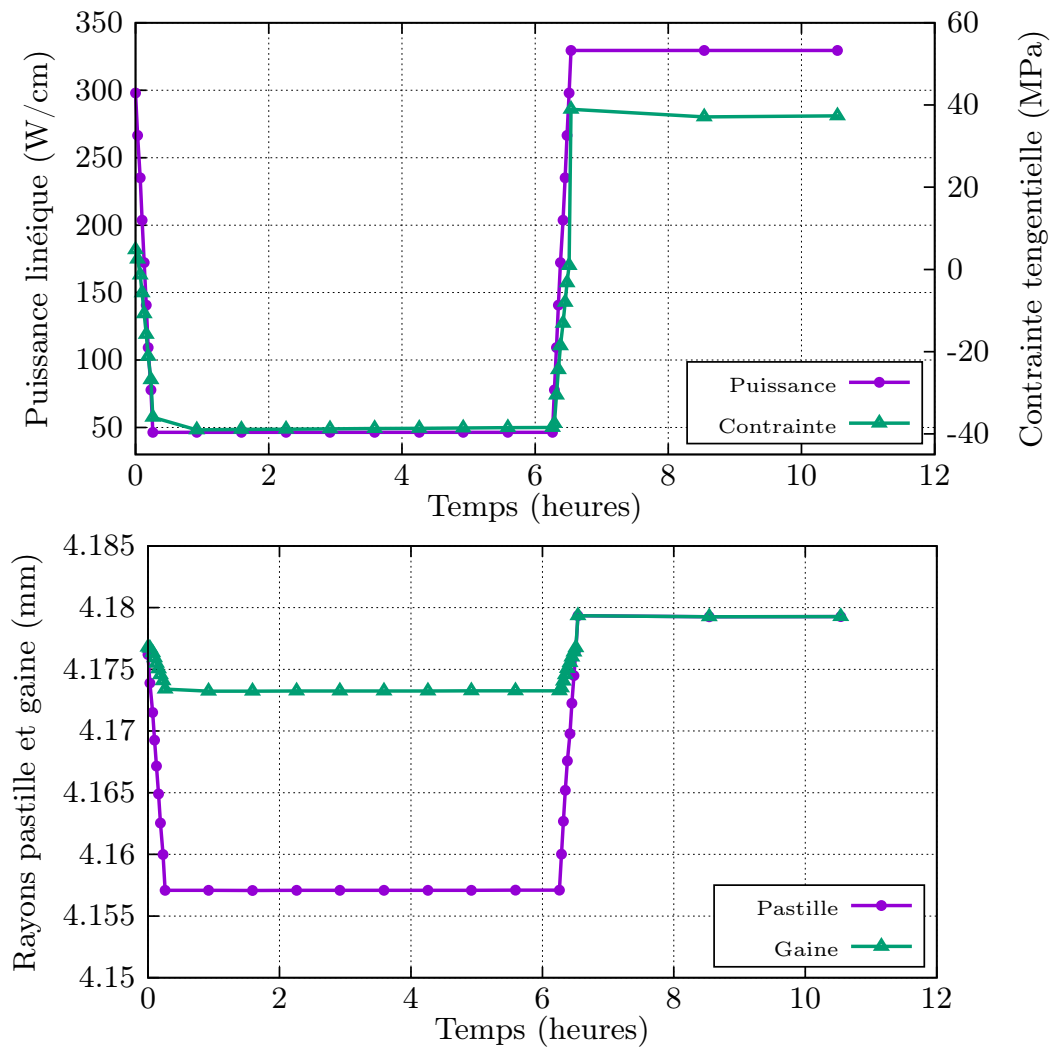 350
300
250
200
150
100
50
60
40
20
0
-20
-40
0 2 4 6 8 10 12
Puissance linéique (W/cm)
Contrainte tengentielle (MPa)
Puissance
Contrainte
Temps (heures)
4.185
4.18
4.175
4.17
4.165
4.16
4.155
4.15
0 2 4 6 8 10 12
Rayons pastille et gaine (mm)
Pastille
Gaine
Temps (heures)